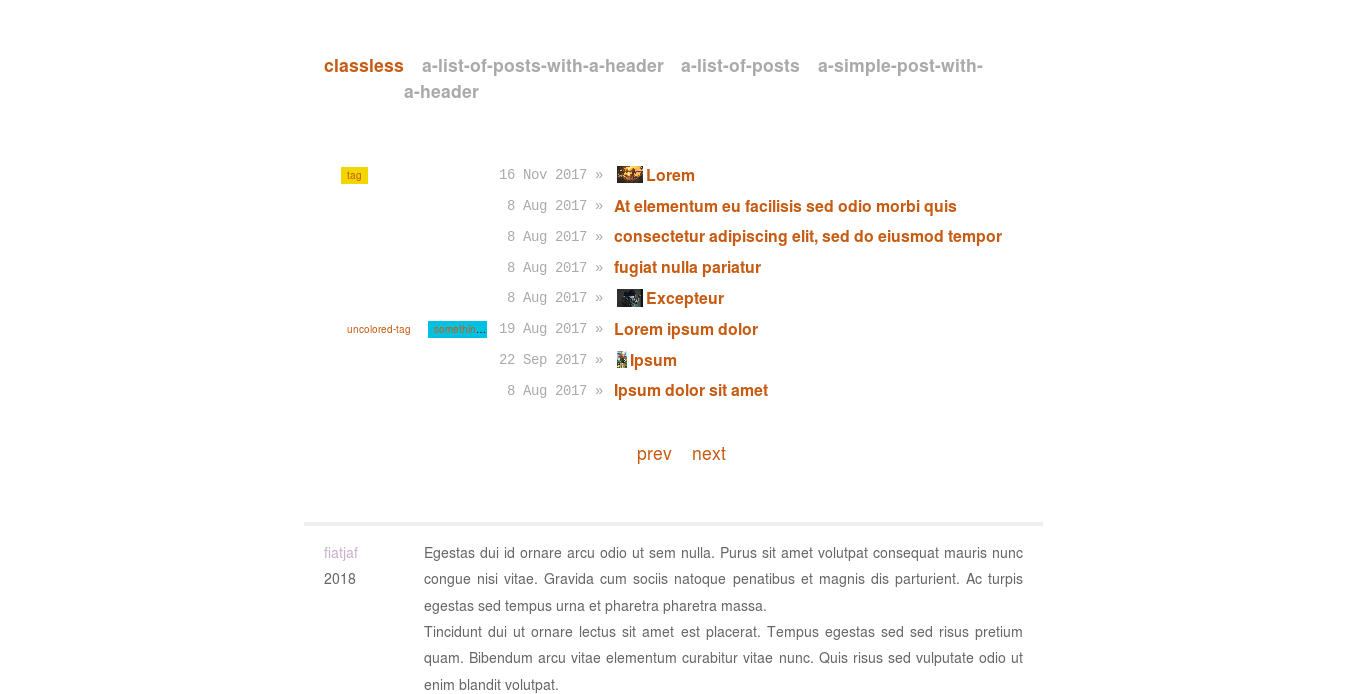 classless a-list-of-posts-with-a-header a-list-of-posts a-simple-post-with-
a-header
tag 16 Nov 2017 » Lorem
8 Aug 2017 » At elementum eu facilisis sed odio morbi quis
8 Aug 2017 » consectetur adipiscing elit, sed do eiusmod tempor
8 Aug 2017 » fugiat nulla pariatur
8 Aug 2017 » Excepteur
uncolored-tag somethin... 19 Aug 2017 » Lorem ipsum dolor
22 Sep 2017 » Ipsum
8 Aug 2017 » Ipsum dolor sit amet
prev next
fiatjaf
2018
Egestas dui id ornare arcu odio ut sem nulla. Purus sit amet volutpat consequat mauris nunc
congue nisi vitae. Gravida cum sociis natoque penatibus et magnis dis parturient. Ac turpis
egestas sed tempus urna et pharetra pharetra massa.
Tincidunt dui ut ornare lectus sit amet est placerat. Tempus egestas sed sed risus pretium
quam. Bibendum arcu vitae elementum curabitur vitae nunc. Quis risus sed vulputate odio ut
enim blandit volutpat.